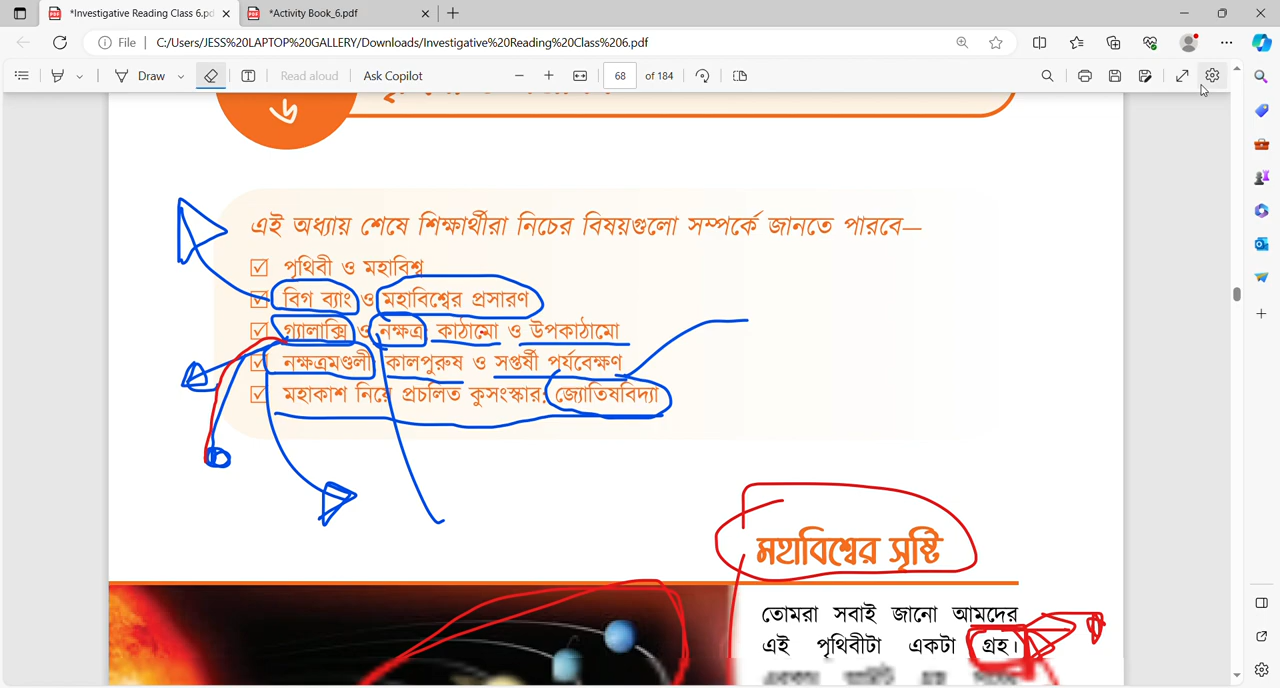 *Investigative Reading Class 6.pd
*Activity Book_6.pdf
File
C:/Users/JESS%20LAPTOP%20GALLERY/Downloads/Investigative%20Reading%20Class%206.pdf
Draw
Read aloud
Ask Copilot
68 of 184
৬
এই অধ্যায় শেষে শিক্ষার্থীরা নিচের বিষয়গুলো সম্পর্কে জানতে পারবে—
পৃথিবী ও মহাবিশ্ব
বিগ ব্যাং ও মহাবিশ্বের প্রসারণ
গ্যালাক্সি ও নক্ষত্র কাঠামো ও উপকাঠামো
নক্ষত্রমণ্ডলী কালপুরুষ ও সপ্তর্ষী পর্যবেক্ষণ
মহাকাশ নিয়ে প্রচলিত কুসংস্কার: জ্যোতিষবিদ্যা
মহাবিশ্বের সৃষ্টি
তোমরা সবাই জানো আমদের
এই পৃথিবীটা একটা গ্রহ।